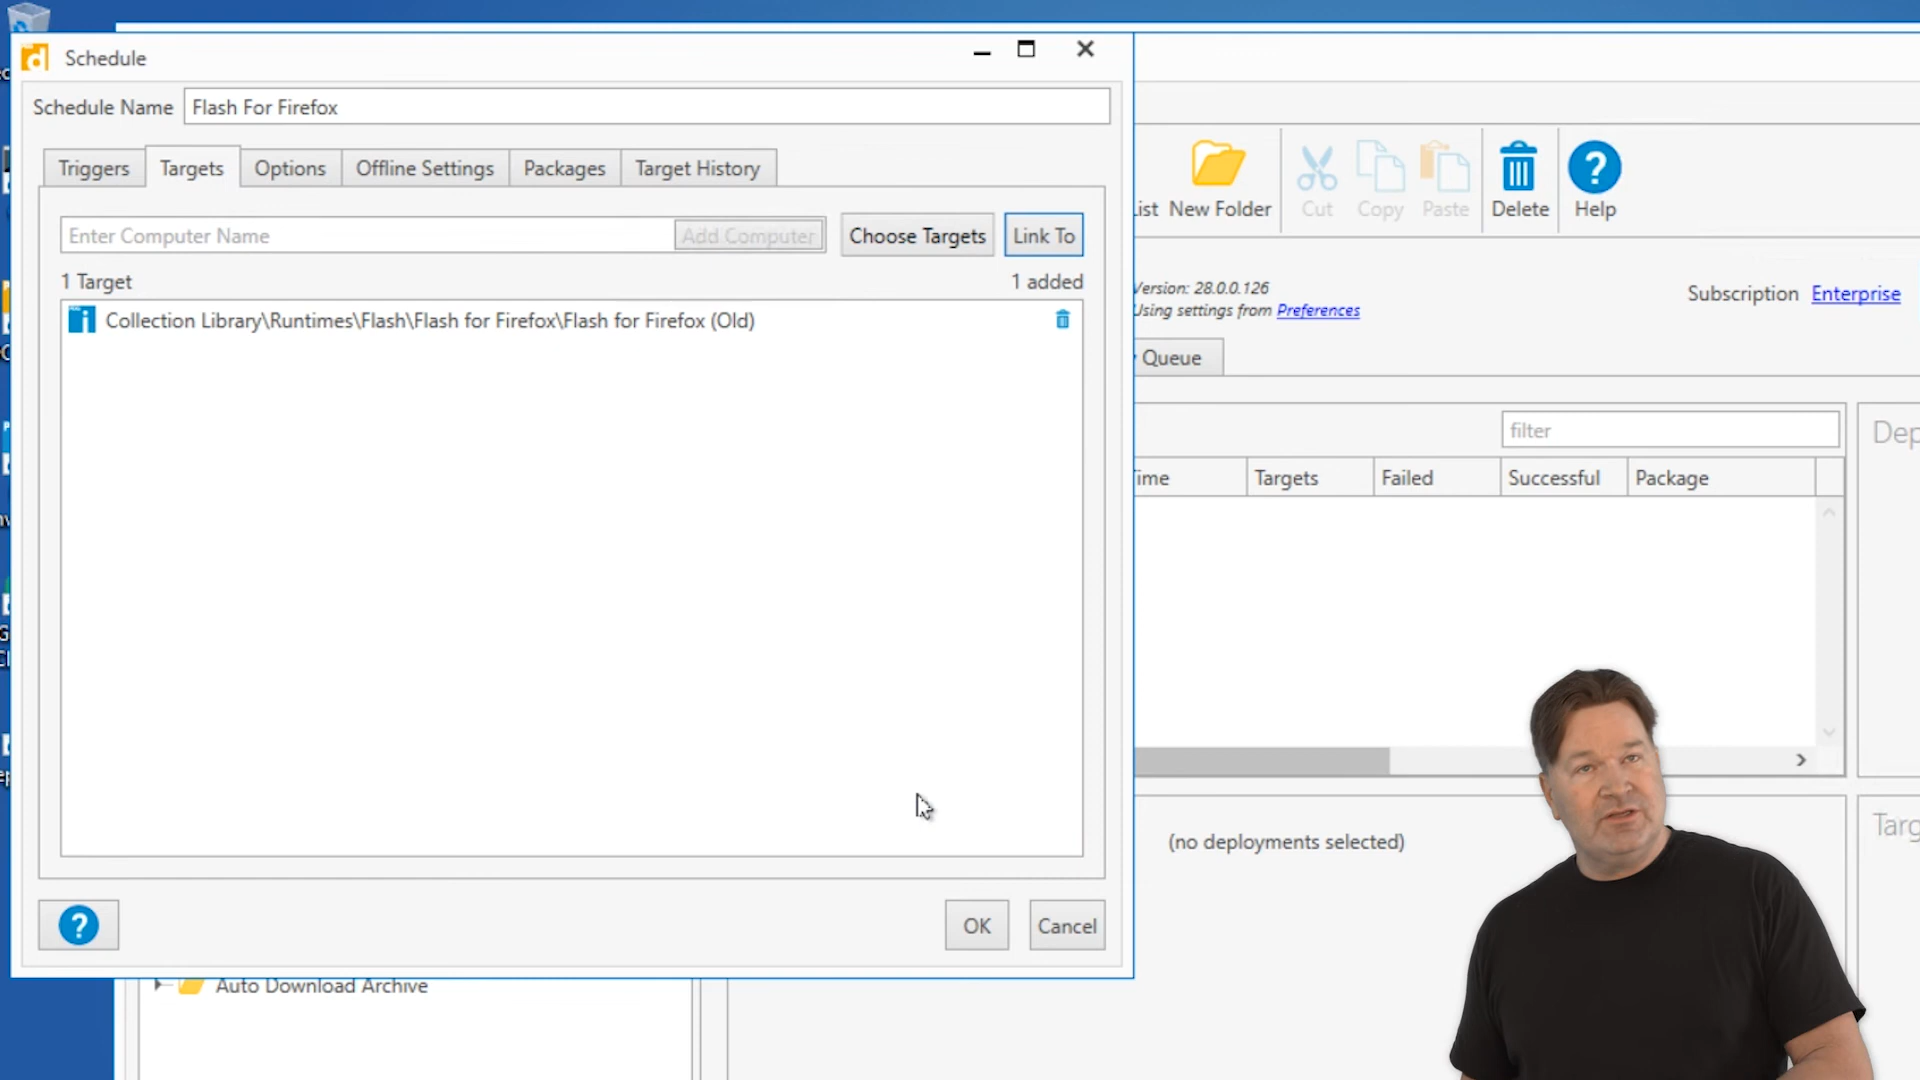 Schedule
Schedule Name Flash For Firefox
Triggers Targets Options Offline Settings Packages Target History
Enter Computer Name Add Computer Choose Targets Link To
1 Target 1 added
Collection Library\Runtimes\Flash\Flash for Firefox\Flash for Firefox (Old)
OK Cancel
Auto Download Archive
New Folder Cut Copy Paste Delete Help
Version: 28.0.0.126
Using settings from Preferences
Subscription Enterprise
Queue
filter
Targets Failed Successful Package
(no deployments selected)